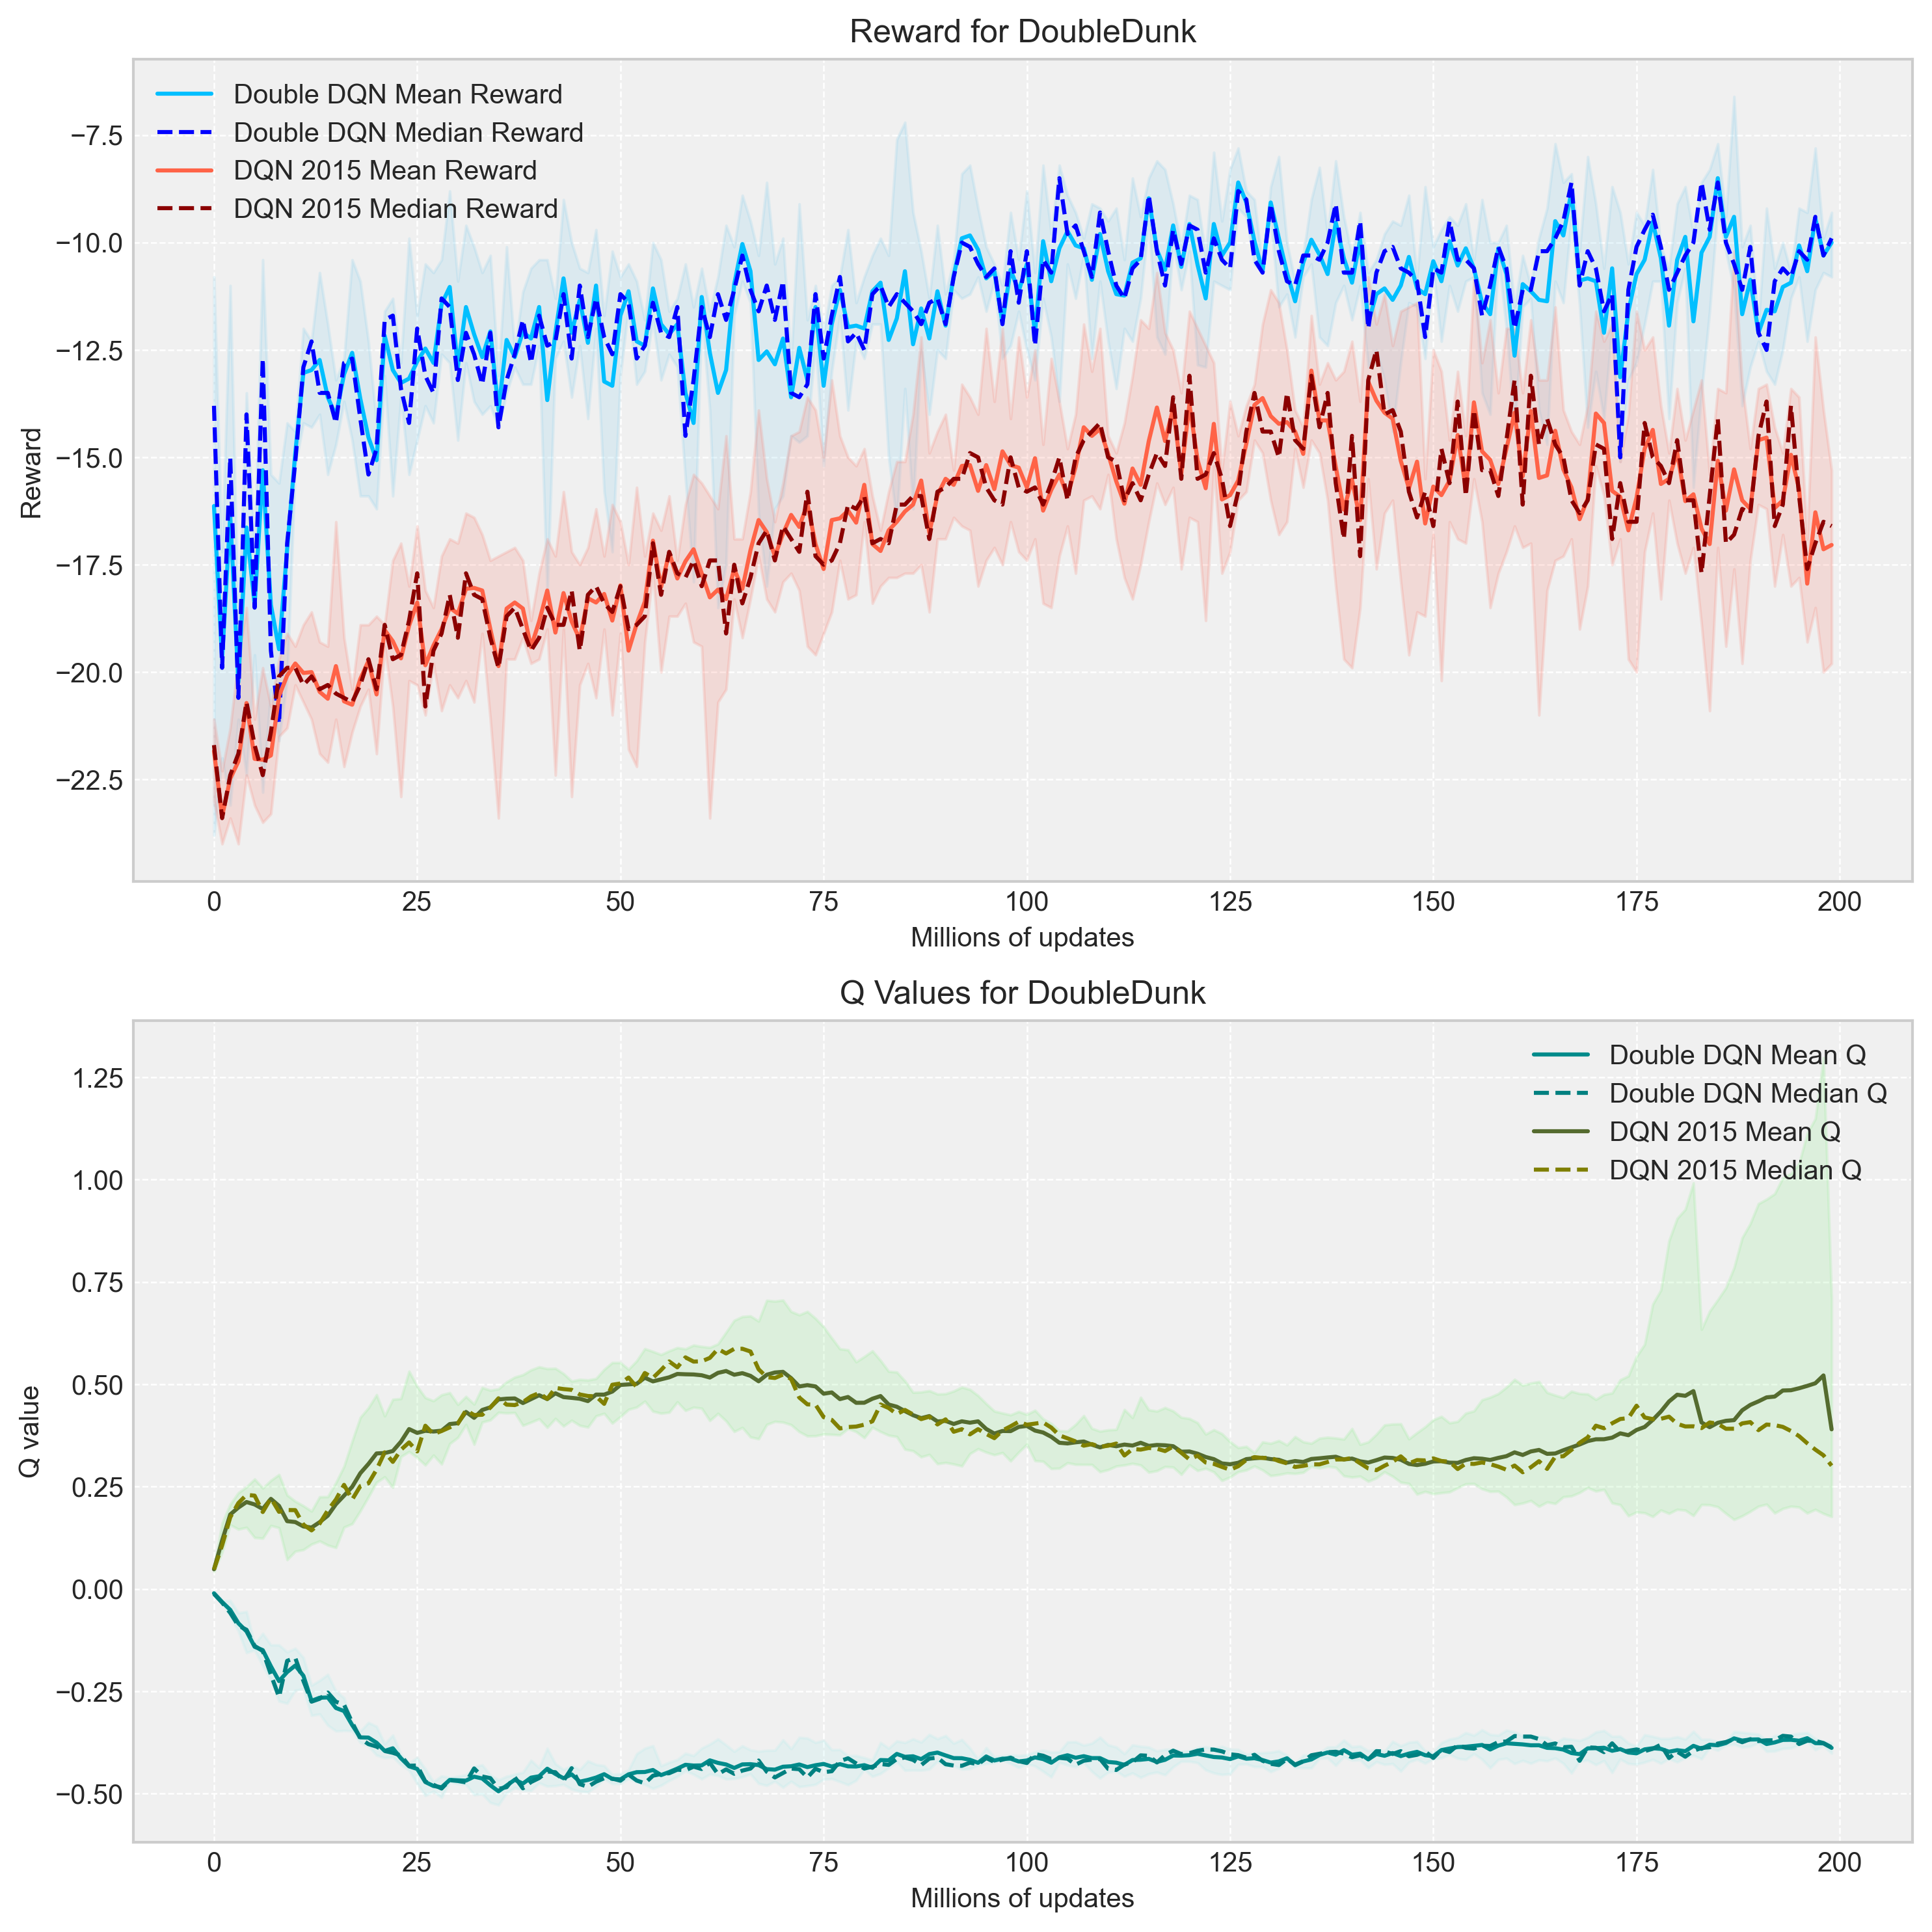 Reward for DoubleDunk
Double DQN Mean Reward
Double DQN Median Reward
DQN 2015 Mean Reward
DQN 2015 Median Reward
−7.5
−10.0
−12.5
−15.0
−17.5
−20.0
−22.5
Reward
0 25 50 75 100 125 150 175 200
Millions of updates
Q Values for DoubleDunk
Double DQN Mean Q
Double DQN Median Q
DQN 2015 Mean Q
DQN 2015 Median Q
1.25
1.00
0.75
0.50
0.25
0.00
−0.25
−0.50
Q value
0 25 50 75 100 125 150 175 200
Millions of updates